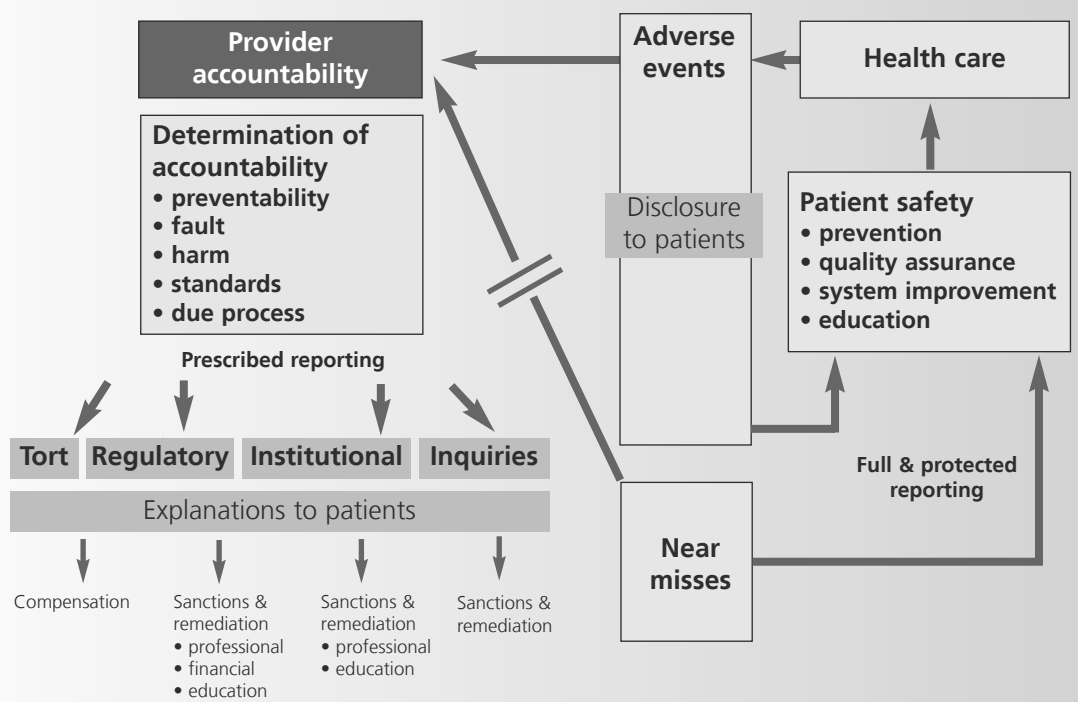 Provider
accountability
Determination of
accountability
• preventability
• fault
• harm
• standards
• due process
Prescribed reporting
Tort
Regulatory
Institutional
Inquiries
Explanations to patients
Compensation
Sanctions &
remediation
• professional
• financial
• education
Sanctions &
remediation
• professional
• education
Sanctions &
remediation
Adverse
events
Disclosure
to patients
Near
misses
Health care
Patient safety
• prevention
• quality assurance
• system improvement
• education
Full & protected
reporting